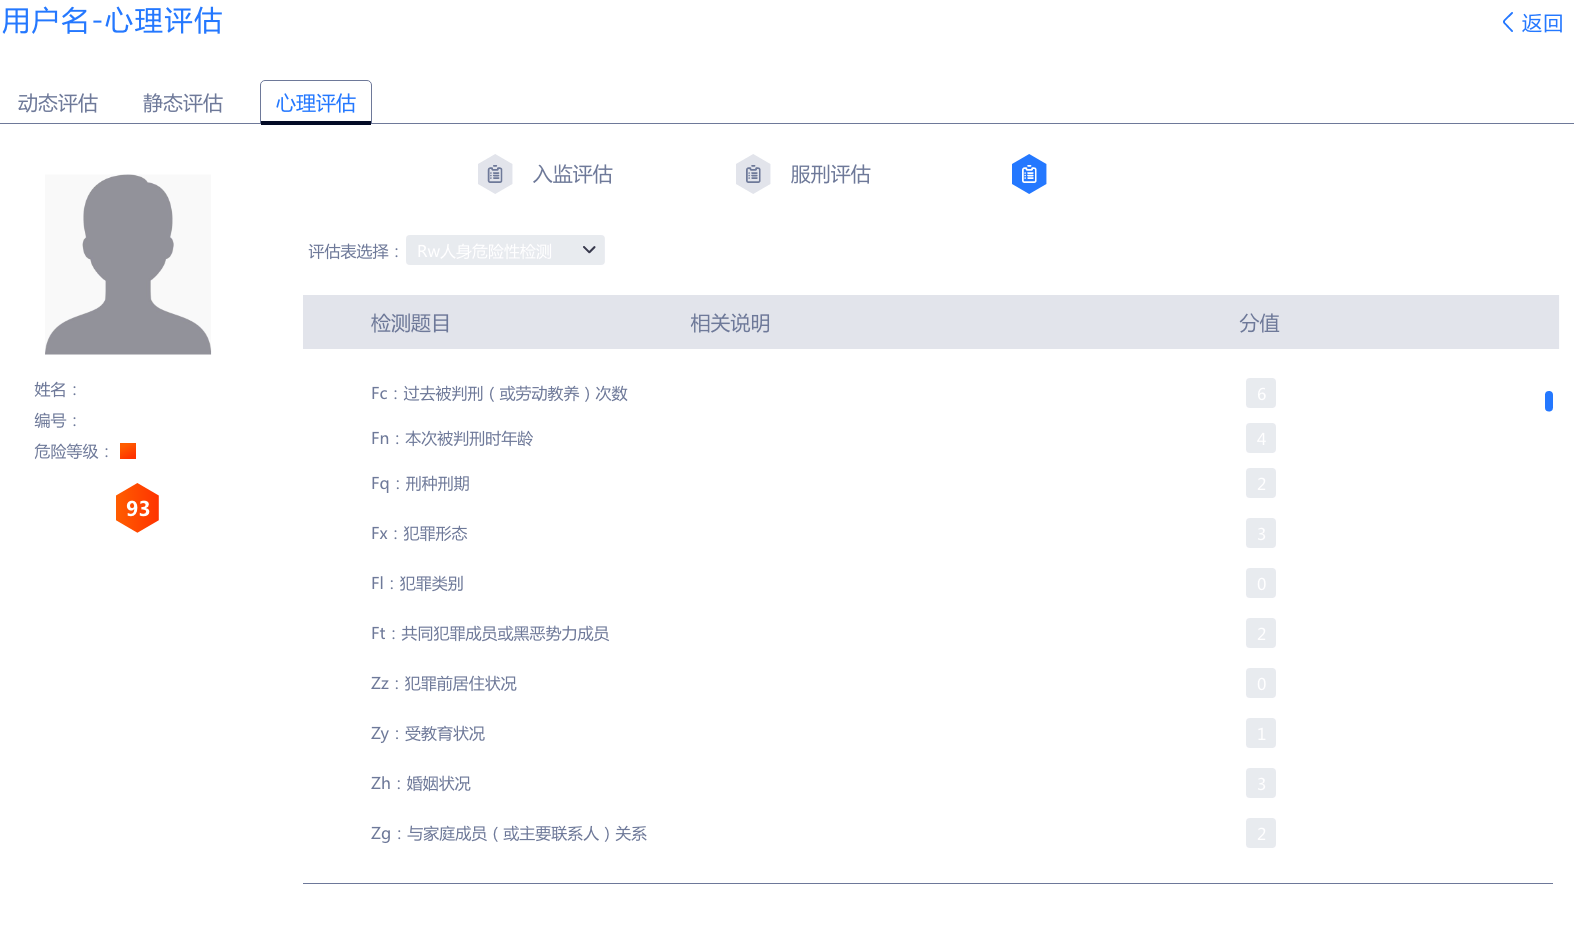 用户名-心理评估
返回
动态评估 静态评估 心理评估
入监评估 服刑评估
评估表选择： Rw人身危险性检测
检测题目 相关说明 分值
姓名：
编号：
危险等级：
93
Fc：过去被判刑（或劳动教养）次数 6
Fn：本次被判刑时年龄 4
Fq：刑种刑期 2
Fx：犯罪形态 3
Fl：犯罪类别 0
Ft：共同犯罪成员或黑恶势力成员 2
Zz：犯罪前居住状况 0
Zy：受教育状况 1
Zh：婚姻状况 3
Zg：与家庭成员（或主要联系人）关系 2